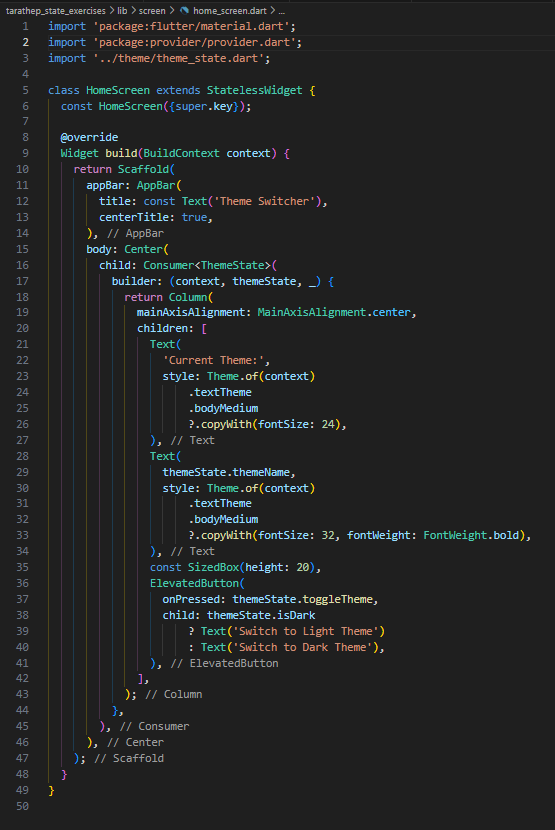 tarathep_state_exercises > lib > screen > home_screen.dart > ...
1 import 'package:flutter/material.dart';
2 import 'package:provider/provider.dart';
3 import '../theme/theme_state.dart';
4
5 class HomeScreen extends StatelessWidget {
6   const HomeScreen({super.key});
7
8   @override
9   Widget build(BuildContext context) {
10     return Scaffold(
11       appBar: AppBar(
12         title: const Text('Theme Switcher'),
13         centerTitle: true,
14       ), // AppBar
15       body: Center(
16         child: Consumer<ThemeState>(
17           builder: (context, themeState, _) {
18             return Column(
19               mainAxisAlignment: MainAxisAlignment.center,
20               children: [
21                 Text(
22                   'Current Theme:',
23                   style: Theme.of(context)
24                       .textTheme
25                       .bodyMedium
26                       ?.copyWith(fontSize: 24),
27                 ), // Text
28                 Text(
29                   themeState.themeName,
30                   style: Theme.of(context)
31                       .textTheme
32                       .bodyMedium
33                       ?.copyWith(fontSize: 32, fontWeight: FontWeight.bold),
34                 ), // Text
35                 const SizedBox(height: 20),
36                 ElevatedButton(
37                   onPressed: themeState.toggleTheme,
38                   child: themeState.isDark
39                       ? Text('Switch to Light Theme')
40                       : Text('Switch to Dark Theme'),
41                 ), // ElevatedButton
42               ],
43             ); // Column
44           },
45         ), // Consumer
46       ), // Center
47     ); // Scaffold
48   }
49 }
50